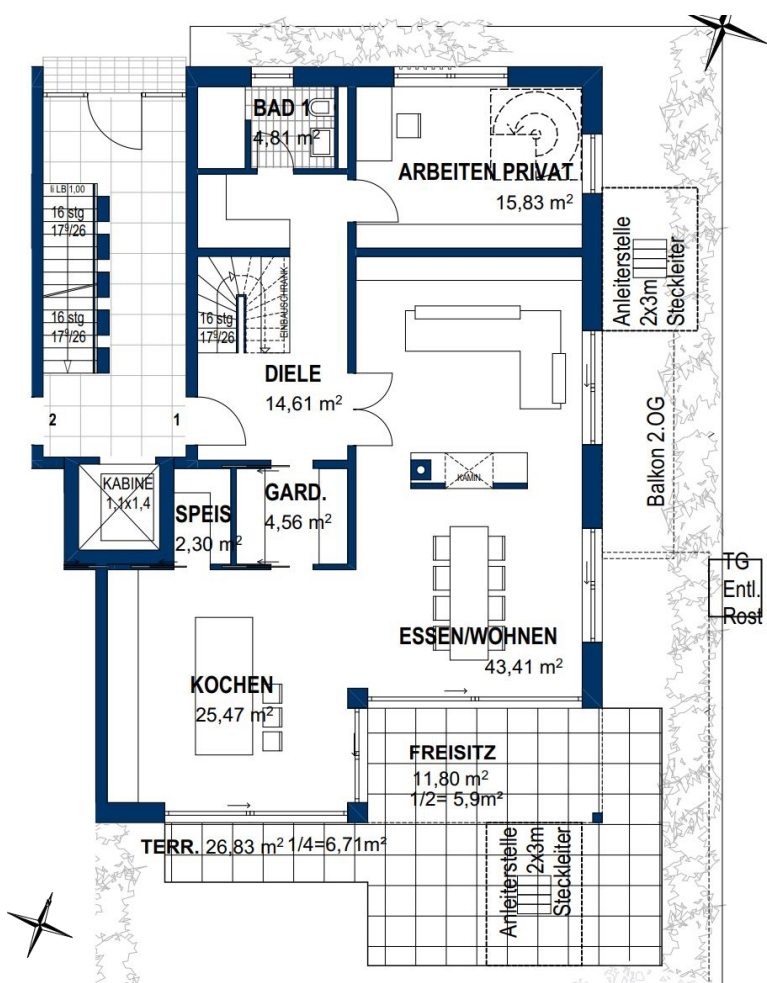 BAD 1
4,81 m²
ARBEITEN PRIVAT
15,83 m²
li LB 1,00
16 stg
17⁹/26
16 stg
17⁹/26
Anleiterstelle
2x3m
Steckleiter
16 stg
17⁹/26
EINBAUSCHRANK
DIELE
14,61 m²
2
1
Balkon 2.OG
KABINE
1,1x1,4
SPEIS
2,30 m²
GARD.
4,56 m²
KAMIN
TG
Entl.
Rost
ESSEN/WOHNEN
43,41 m²
KOCHEN
25,47 m²
FREISITZ
11,80 m²
1/2= 5,9m²
TERR. 26,83 m² 1/4=6,71m²
Anleiterstelle
2x3m
Steckleiter